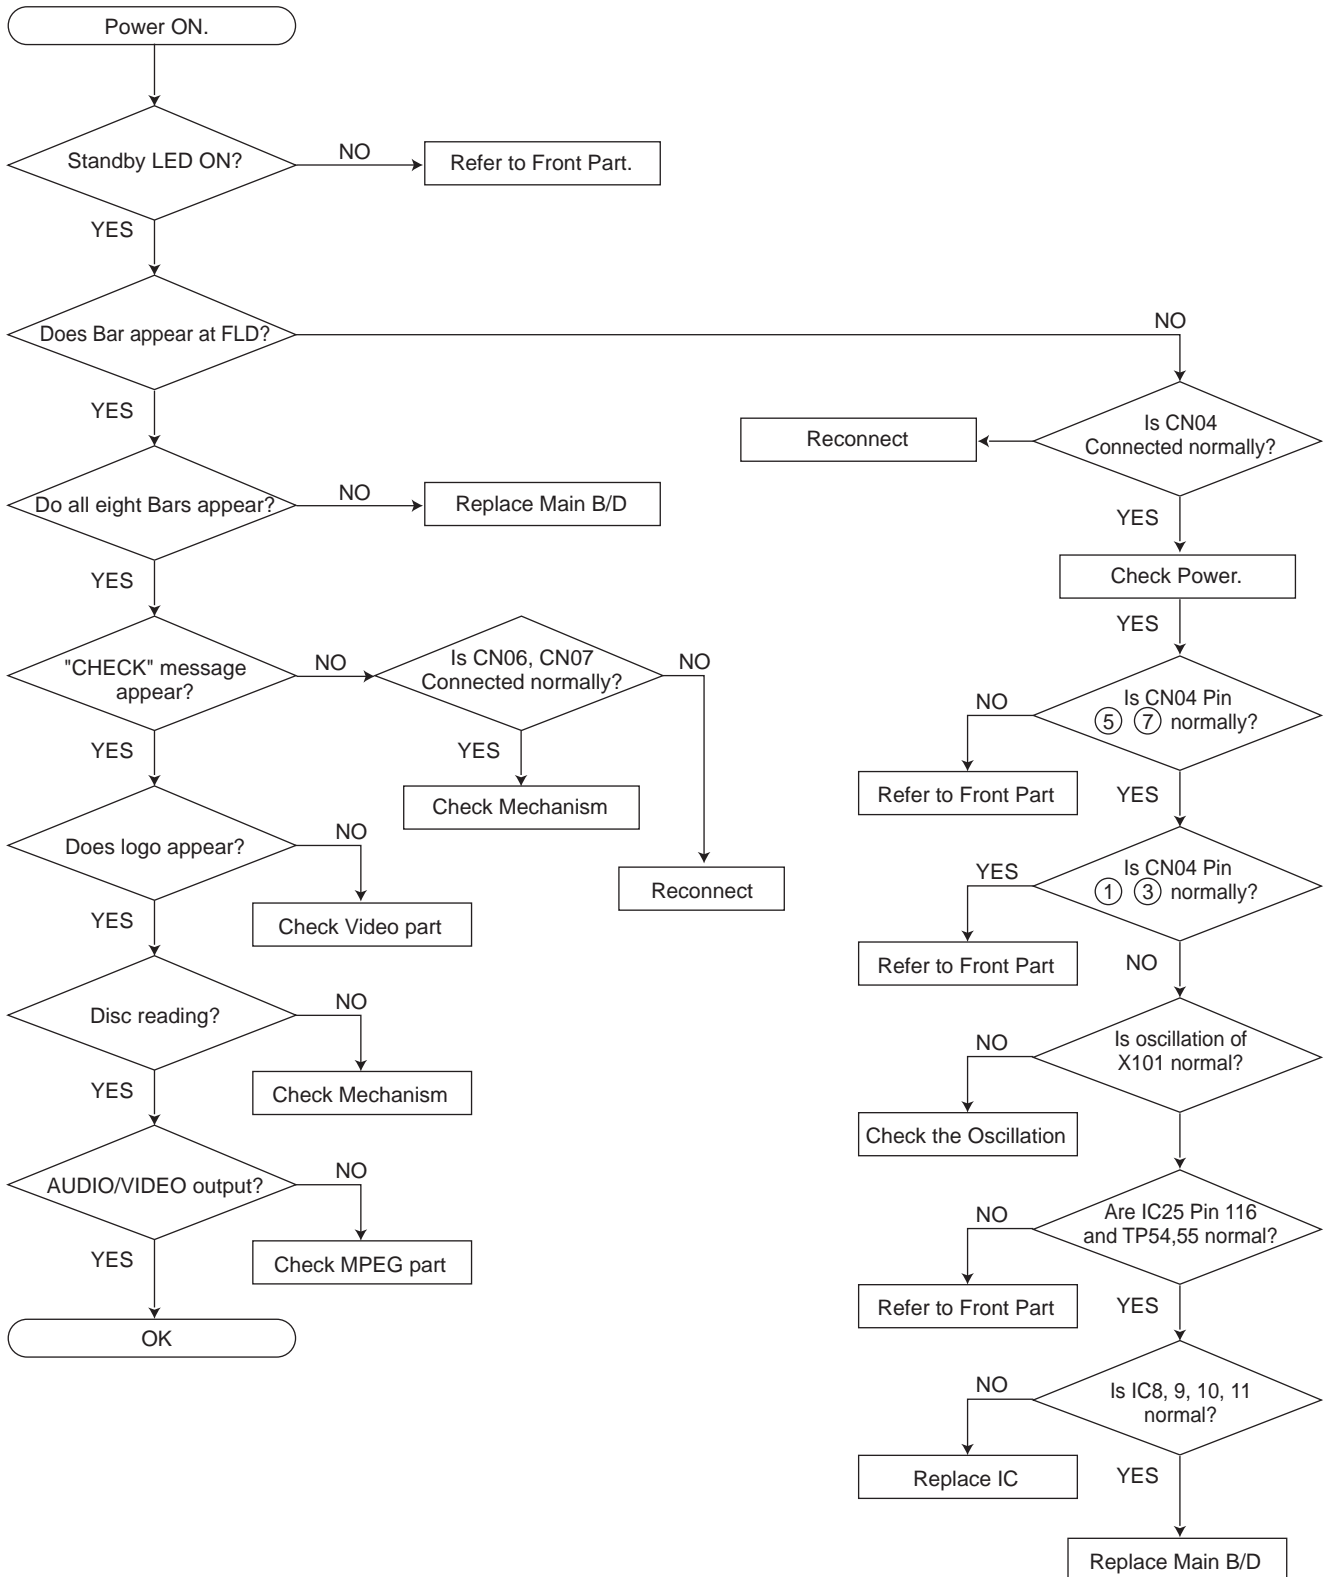 Power ON.
Standby LED ON?
NO
Refer to Front Part.
YES
Does Bar appear at FLD?
NO
YES
Do all eight Bars appear?
NO
Replace Main B/D
YES
"CHECK" message
appear?
NO
Is CN06, CN07
Connected normally?
NO
YES
Check Mechanism
Reconnect
YES
Does logo appear?
NO
Check Video part
YES
Disc reading?
NO
Check Mechanism
YES
AUDIO/VIDEO output?
NO
Check MPEG part
YES
OK
Is CN04
Connected normally?
Reconnect
YES
Check Power.
YES
Is CN04 Pin
⑤ ⑦ normally?
NO
Refer to Front Part
YES
Is CN04 Pin
① ③ normally?
YES
Refer to Front Part
NO
Is oscillation of
X101 normal?
NO
Check the Oscillation
Are IC25 Pin 116
and TP54,55 normal?
NO
Refer to Front Part
YES
Is IC8, 9, 10, 11
normal?
NO
Replace IC
YES
Replace Main B/D